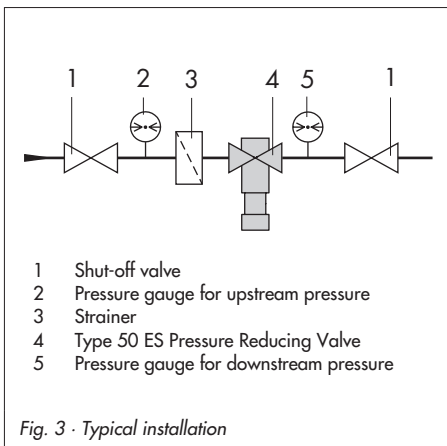 1 2 3 4 5 1
1 Shut-off valve
2 Pressure gauge for upstream pressure
3 Strainer
4 Type 50 ES Pressure Reducing Valve
5 Pressure gauge for downstream pressure
Fig. 3 · Typical installation